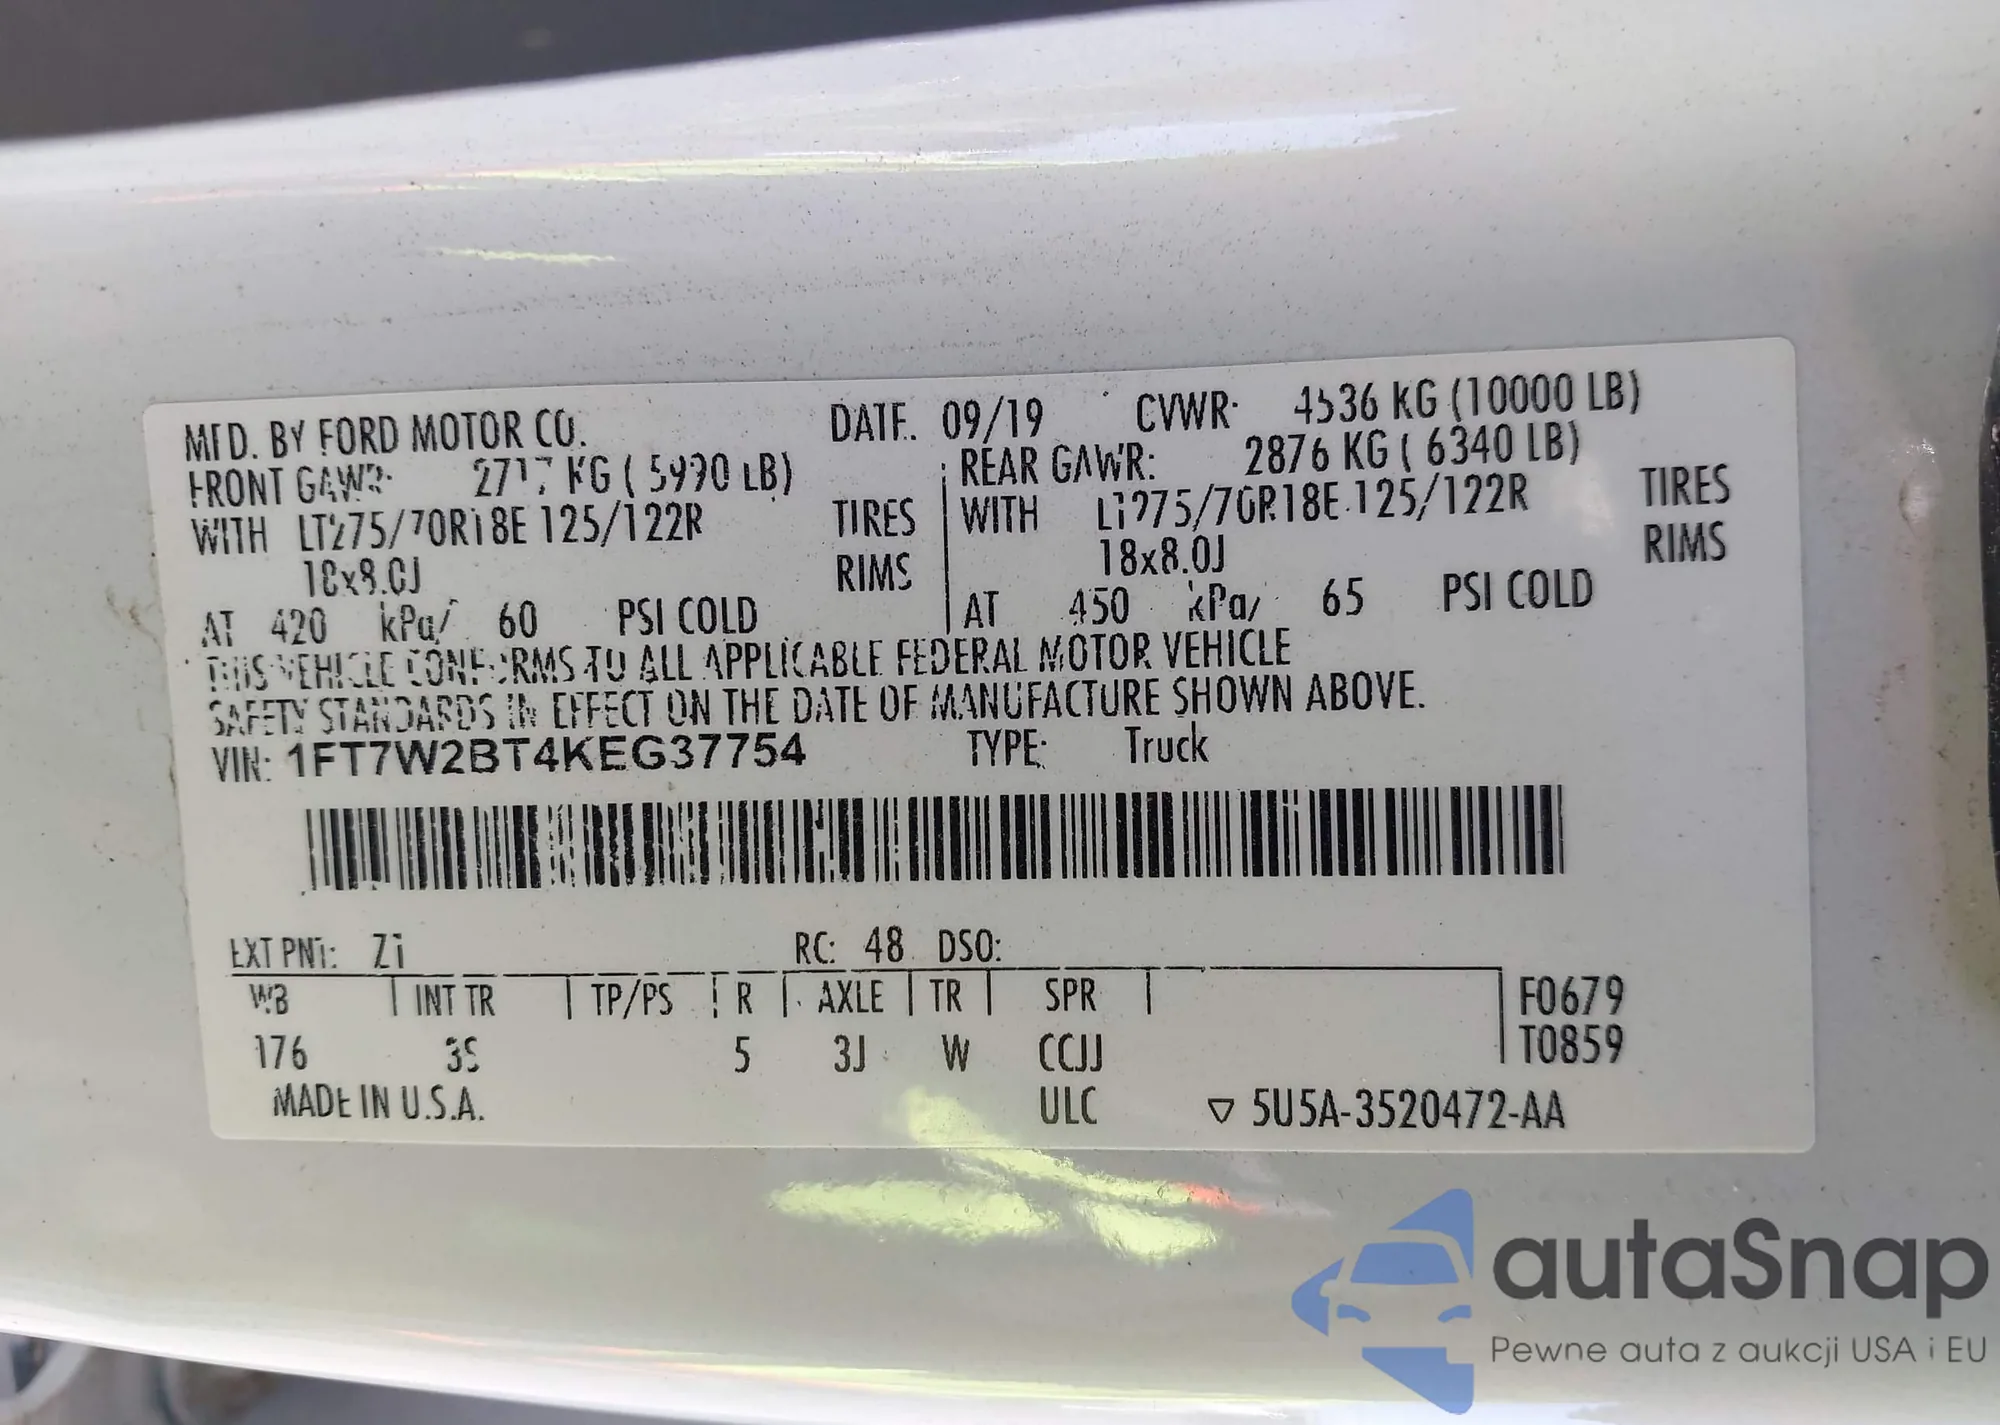 MFD. BY FORD MOTOR CO. DATE: 09/19 GVWR: 4536 KG (10000 LB)
FRONT GAWR: 2717 KG ( 5990 LB) REAR GAWR: 2876 KG ( 6340 LB)
WITH LT275/70R18E 125/122R TIRES WITH LT275/70R18E 125/122R TIRES
18x8.0J RIMS 18x8.0J RIMS
AT 420 kPa/ 60 PSI COLD AT 450 kPa/ 65 PSI COLD
THIS VEHICLE CONFORMS TO ALL APPLICABLE FEDERAL MOTOR VEHICLE
SAFETY STANDARDS IN EFFECT ON THE DATE OF MANUFACTURE SHOWN ABOVE.
VIN: 1FT7W2BT4KEG37754 TYPE: Truck
EXT PNT: Z1 RC: 48 DSO:
WB INT TR TP/PS R AXLE TR SPR F0679
176 3S 5 3J W CCJJ T0859
MADE IN U.S.A. ULC ▽ 5U5A-3520472-AA
autaSnap
Pewne auta z aukcji USA i EU